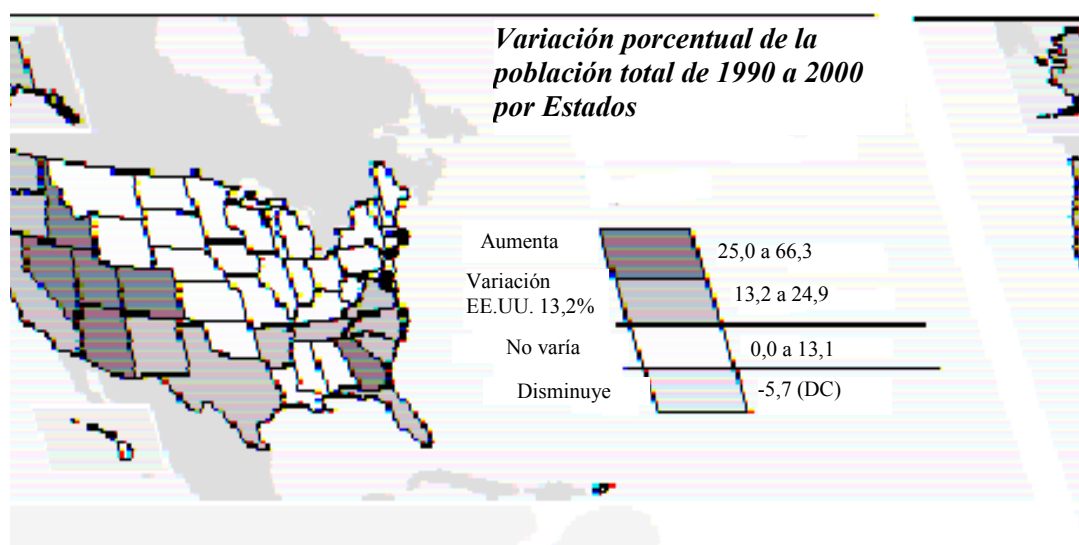 Variación porcentual de la
población total de 1990 a 2000
por Estados
Aumenta
25,0 a 66,3
Variación
EE.UU. 13,2%
13,2 a 24,9
No varía
0,0 a 13,1
Disminuye
-5,7 (DC)